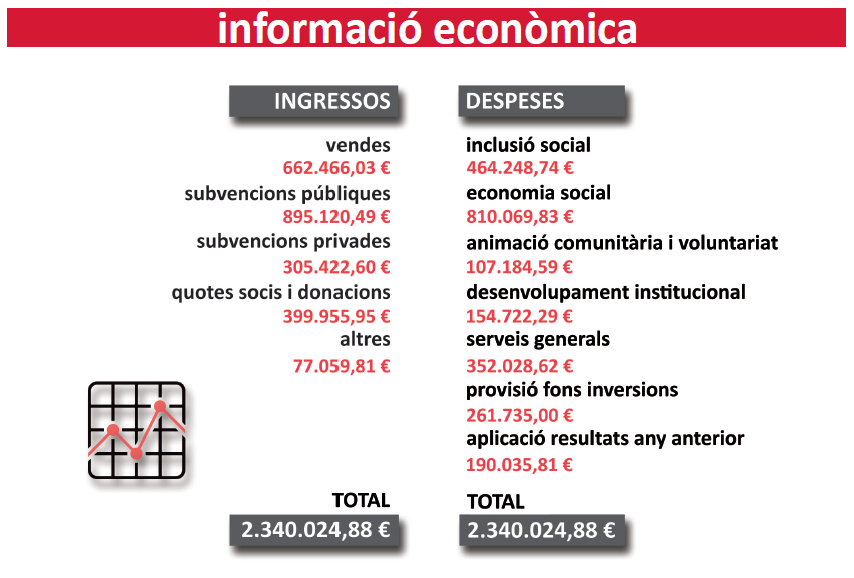 informació econòmica
INGRESSOS
vendes
662.466,03 €
subvencions públiques
895.120,49 €
subvencions privades
305.422,60 €
quotes socis i donacions
399.955,95 €
altres
77.059,81 €
TOTAL
2.340.024,88 €
DESPESES
inclusió social
464.248,74 €
economia social
810.069,83 €
animació comunitària i voluntariat
107.184,59 €
desenvolupament institucional
154.722,29 €
serveis generals
352.028,62 €
provisió fons inversions
261.735,00 €
aplicació resultats any anterior
190.035,81 €
TOTAL
2.340.024,88 €